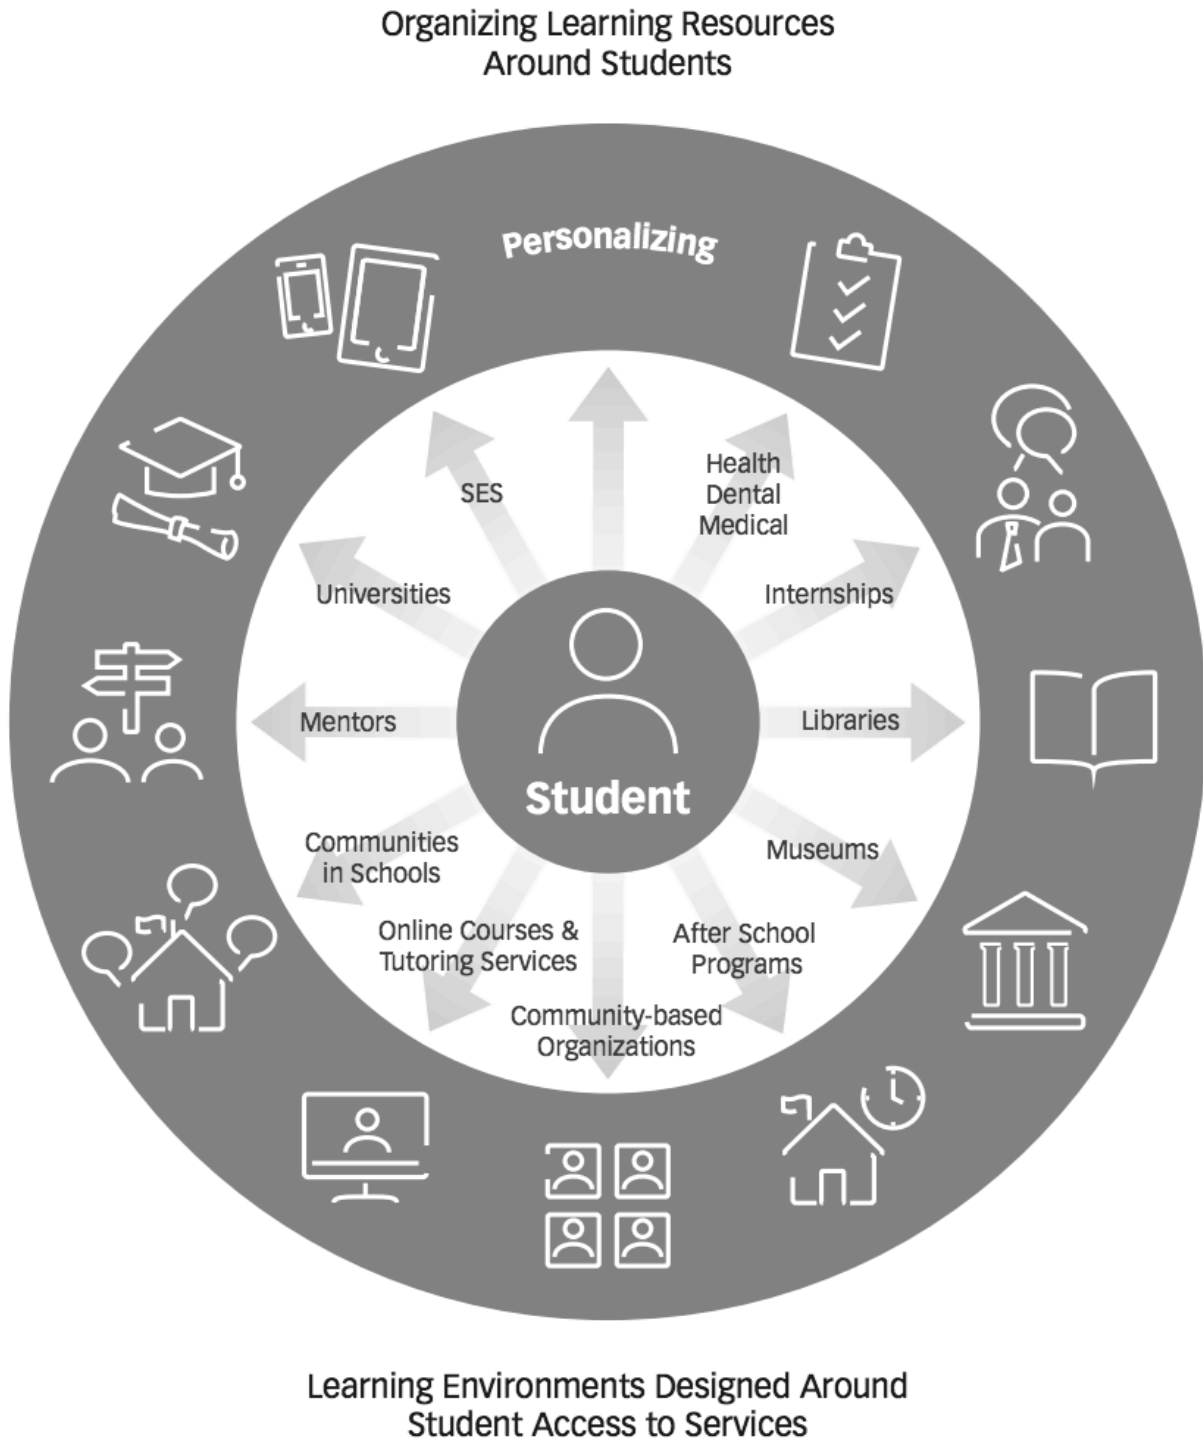 Organizing Learning Resources
Around Students
Personalizing
Health
Dental
Medical
SES
Universities
Internships
Mentors
Libraries
Student
Communities
in Schools
Museums
Online Courses &
Tutoring Services
After School
Programs
Community-based
Organizations
Learning Environments Designed Around
Student Access to Services